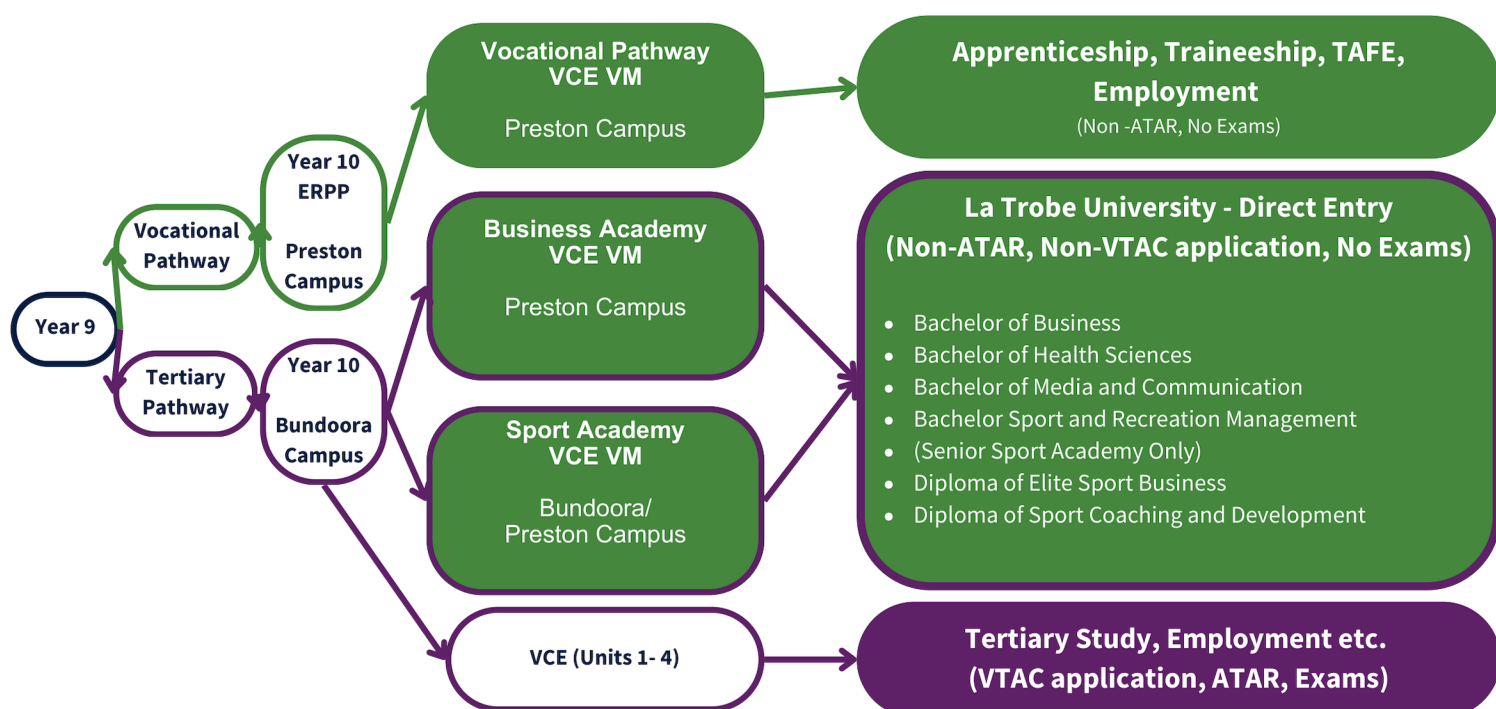 Year 9
Vocational
Pathway
Tertiary
Pathway
Year 10
ERPP
Preston
Campus
Year 10
Bundoora
Campus
Vocational Pathway
VCE VM
Preston Campus
Business Academy
VCE VM
Preston Campus
Sport Academy
VCE VM
Bundoora/
Preston Campus
VCE (Units 1- 4)
Apprenticeship, Traineeship, TAFE,
Employment
(Non -ATAR, No Exams)
La Trobe University - Direct Entry
(Non-ATAR, Non-VTAC application, No Exams)
• Bachelor of Business
• Bachelor of Health Sciences
• Bachelor of Media and Communication
• Bachelor Sport and Recreation Management
• (Senior Sport Academy Only)
• Diploma of Elite Sport Business
• Diploma of Sport Coaching and Development
Tertiary Study, Employment etc.
(VTAC application, ATAR, Exams)